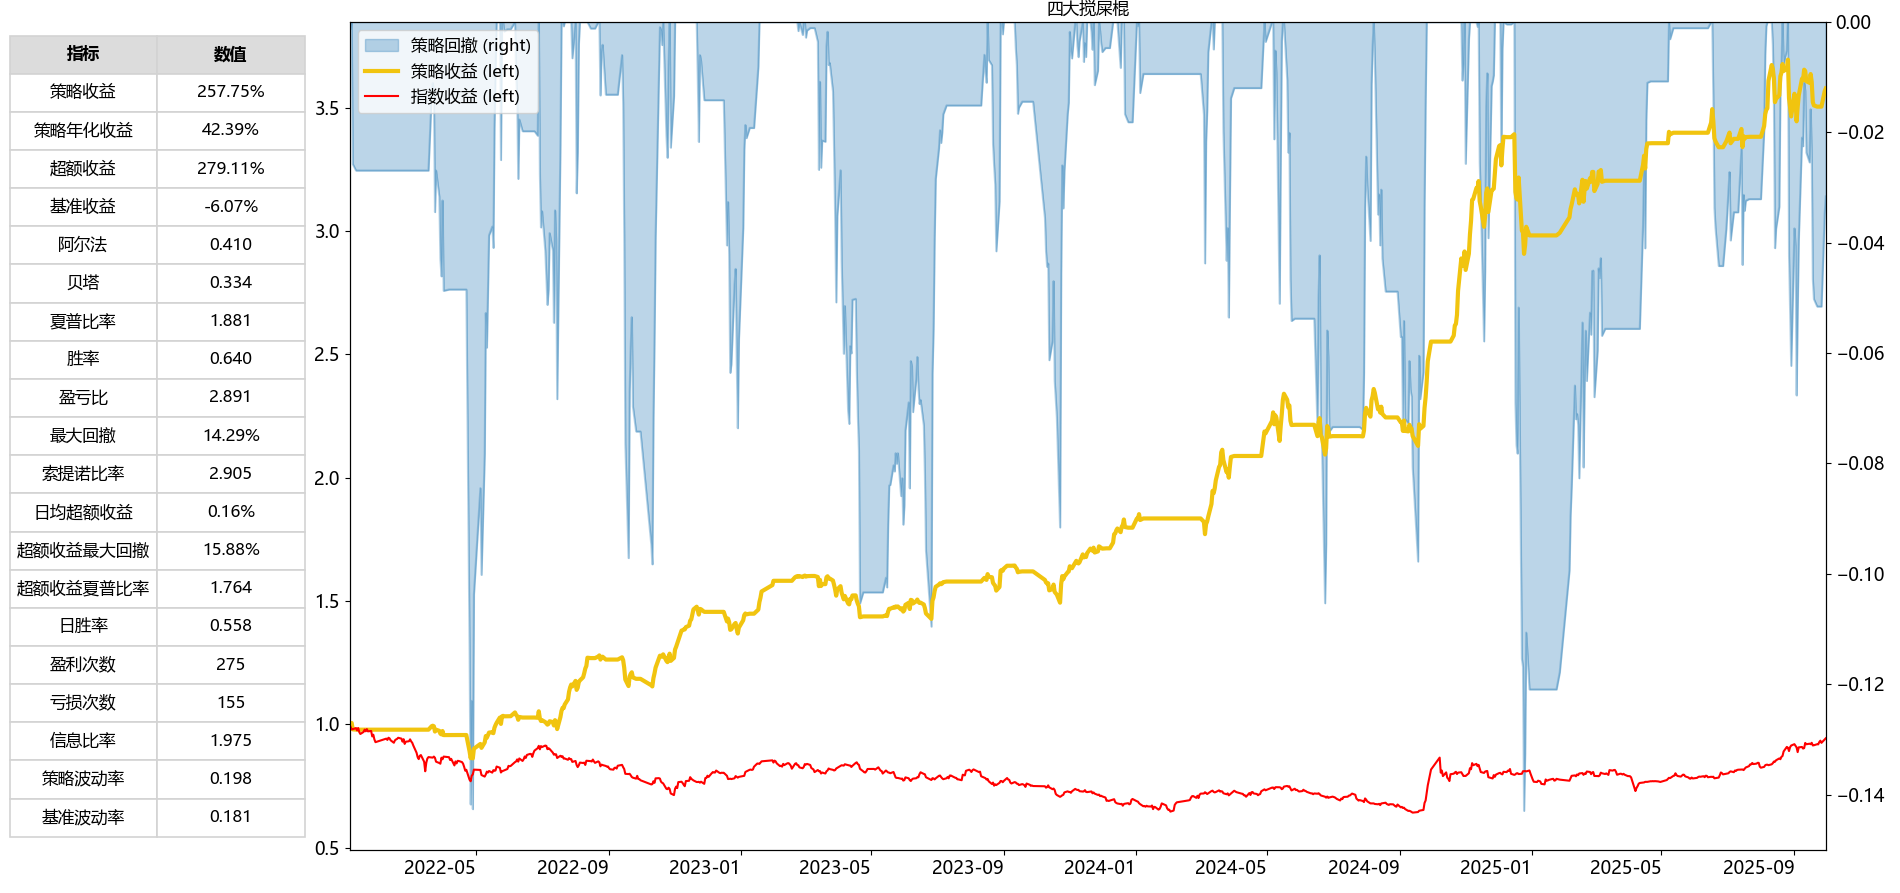 四大搅屎棍
指标 数值
策略收益 257.75%
策略年化收益 42.39%
超额收益 279.11%
基准收益 -6.07%
阿尔法 0.410
贝塔 0.334
夏普比率 1.881
胜率 0.640
盈亏比 2.891
最大回撤 14.29%
索提诺比率 2.905
日均超额收益 0.16%
超额收益最大回撤 15.88%
超额收益夏普比率 1.764
日胜率 0.558
盈利次数 275
亏损次数 155
信息比率 1.975
策略波动率 0.198
基准波动率 0.181
策略回撤 (right)
策略收益 (left)
指数收益 (left)
3.5
3.0
2.5
2.0
1.5
1.0
0.5
0.00
−0.02
−0.04
−0.06
−0.08
−0.10
−0.12
−0.14
2022-05 2022-09 2023-01 2023-05 2023-09 2024-01 2024-05 2024-09 2025-01 2025-05 2025-09